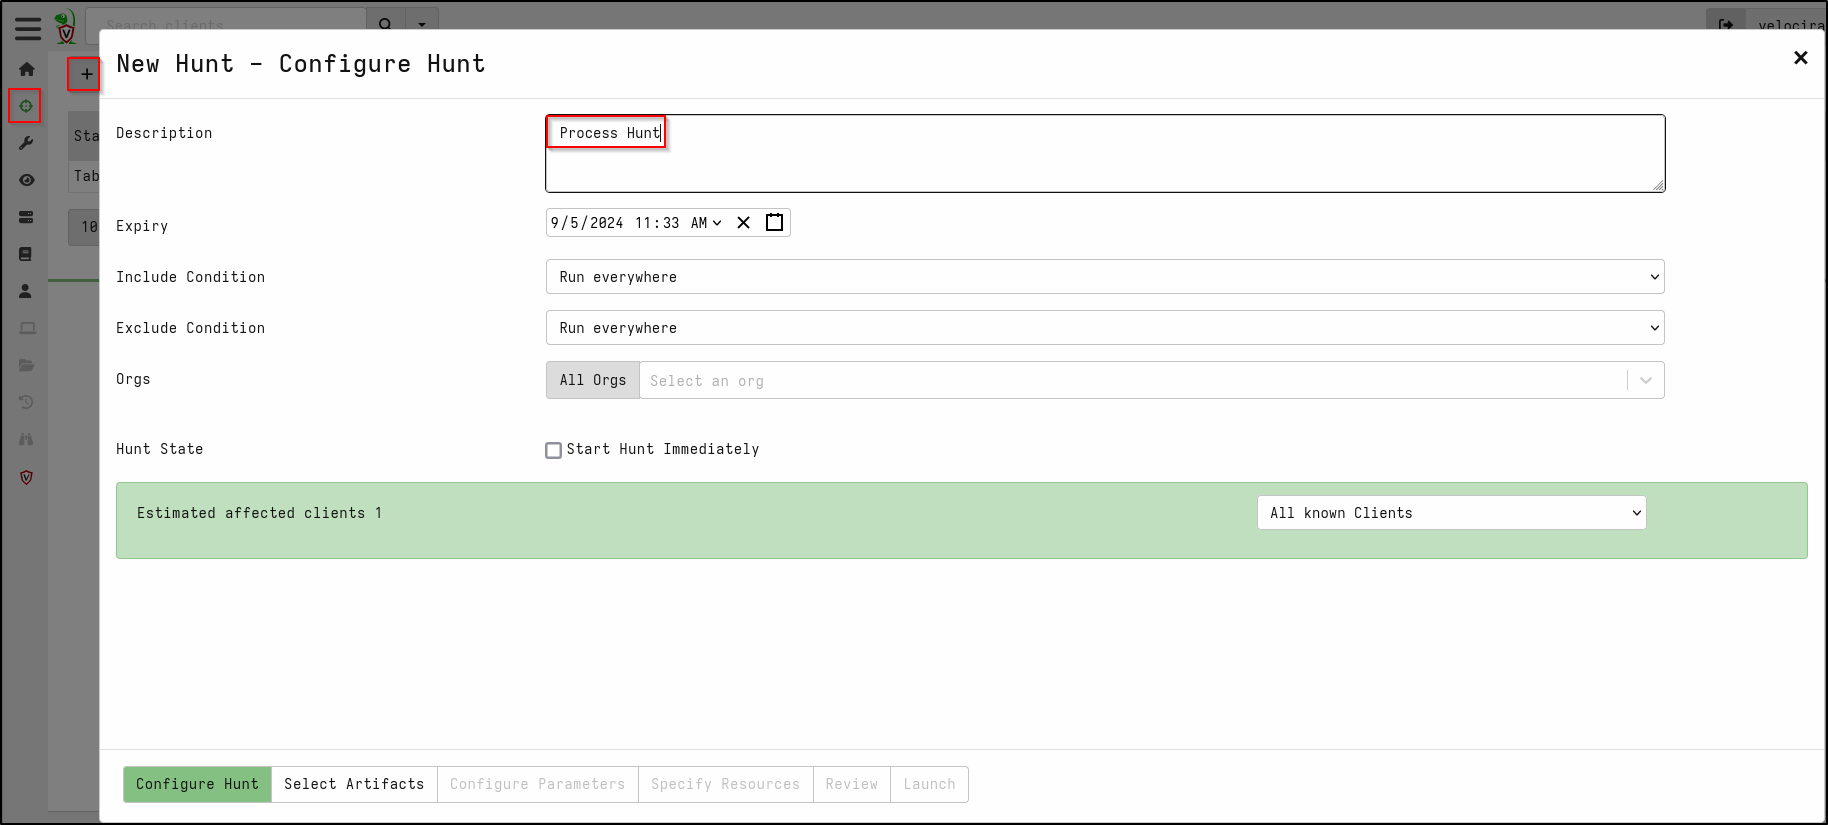 Search clients
velocira
+
New Hunt - Configure Hunt
Sta
Tab
10
Description
Process Hunt
Expiry
9/5/2024 11:33 AM
Include Condition
Run everywhere
Exclude Condition
Run everywhere
Orgs
All Orgs
Select an org
Hunt State
Start Hunt Immediately
Estimated affected clients 1
All known Clients
Configure Hunt
Select Artifacts
Configure Parameters
Specify Resources
Review
Launch